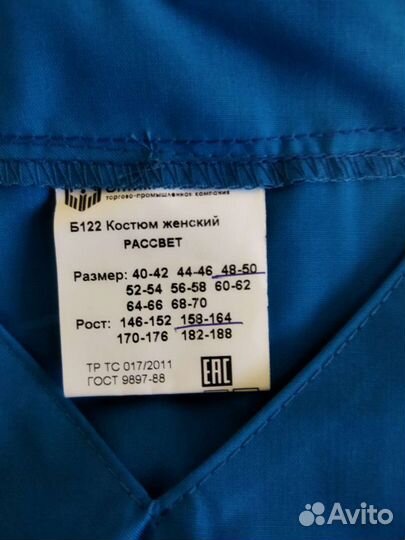 торгово-промышленная компания
Б122 Костюм женский
РАССВЕТ
Размер: 40-42 44-46 48-50
52-54 56-58 60-62
64-66 68-70
Рост: 146-152 158-164
170-176 182-188
ТР ТС 017/2011
ГОСТ 9897-88
ЕАС
Avito